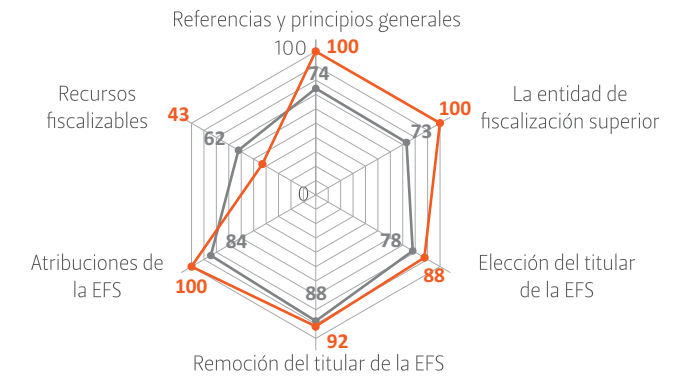 Referencias y principios generales
100 100
74
Recursos
fiscalizables
43
62
La entidad de
fiscalización superior
100
73
0
Atribuciones de
la EFS
100
84
78
88
Elección del titular
de la EFS
88
92
Remoción del titular de la EFS